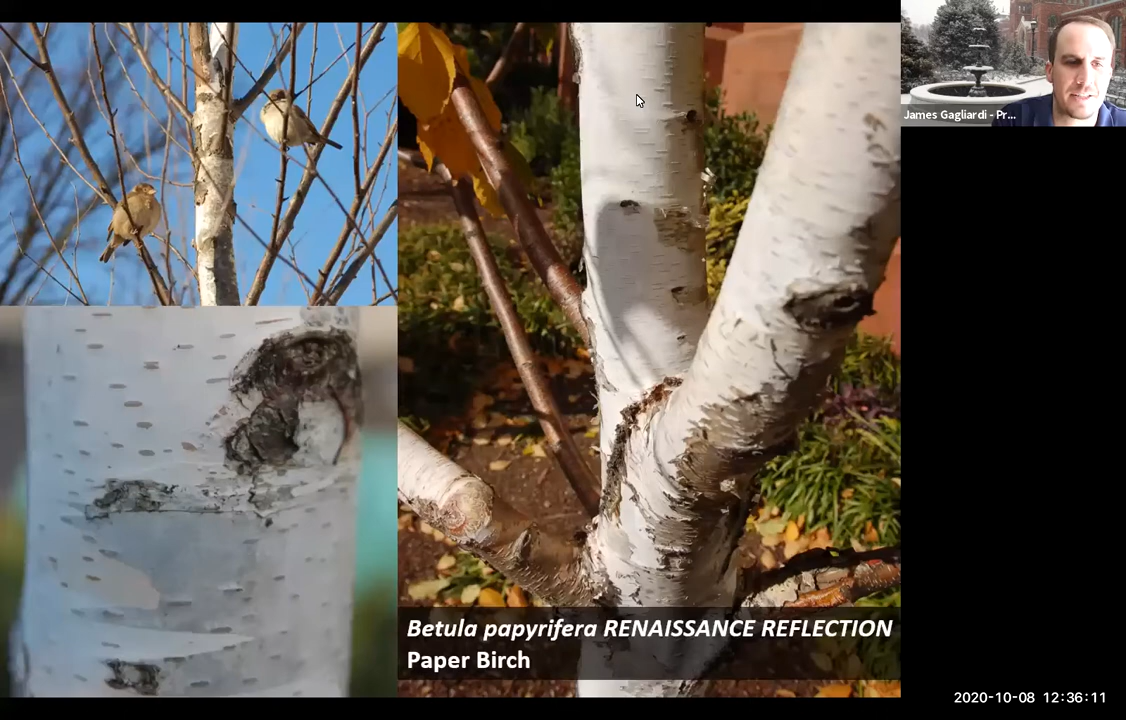 James Gagliardi - Pr...
Betula papyrifera RENAISSANCE REFLECTION
Paper Birch
2020-10-08 12:36:11